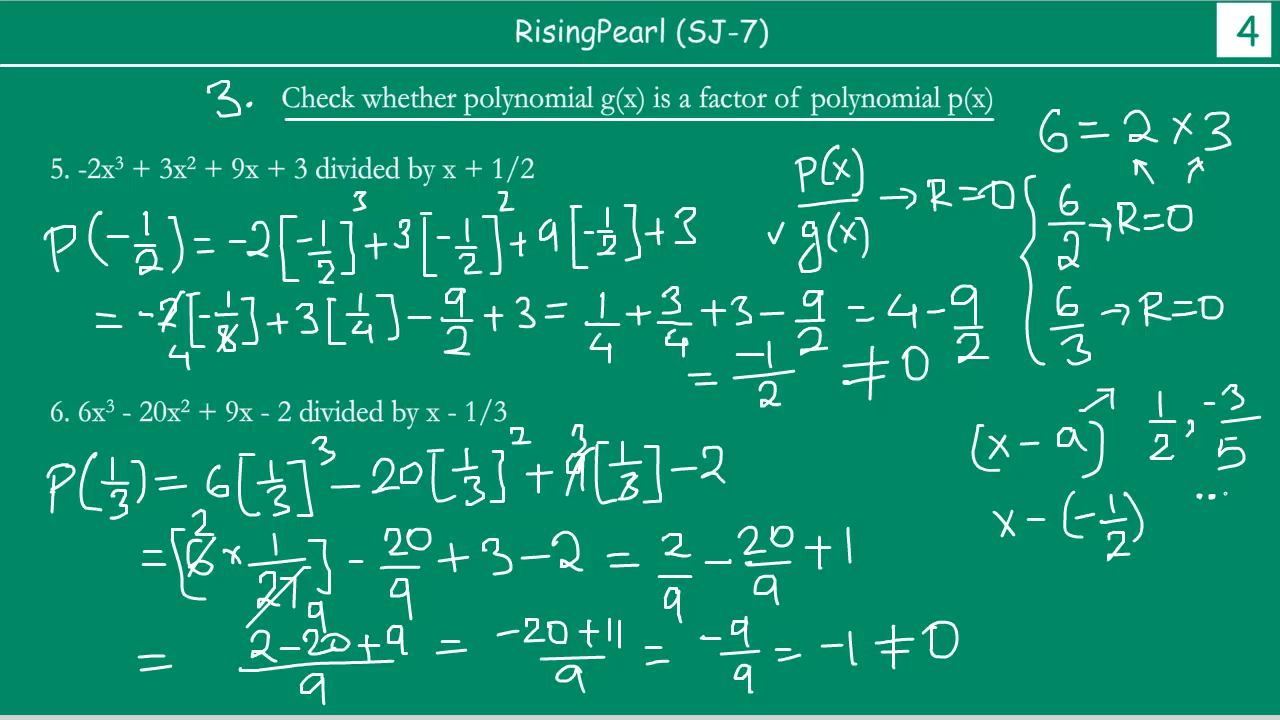 RisingPearl (SJ-7)
4
3. Check whether polynomial g(x) is a factor of polynomial p(x)
6 = 2 × 3
5. -2x³ + 3x² + 9x + 3 divided by x + 1/2
P(x)/g(x) → R=0
✓
6/2 → R=0
6/3 → R=0
P(-1/2) = -2[-1/2]³ + 3[-1/2]² + 9[-1/2] + 3
= -2[-1/8] + 3[1/4] - 9/2 + 3 = 1/4 + 3/4 + 3 - 9/2 = 4 - 9/2
4
= -1/2 ≠ 0
6. 6x³ - 20x² + 9x - 2 divided by x - 1/3
(x - a) → 1/2, -3/5 ...
x - (-1/2)
P(1/3) = 6[1/3]³ - 20[1/3]² + 9[1/3] - 2
3
= [6 × 1/27] - 20/9 + 3 - 2 = 2/9 - 20/9 + 1
2
9
= 2-20+9/9 = -20+11/9 = -9/9 = -1 ≠ 0